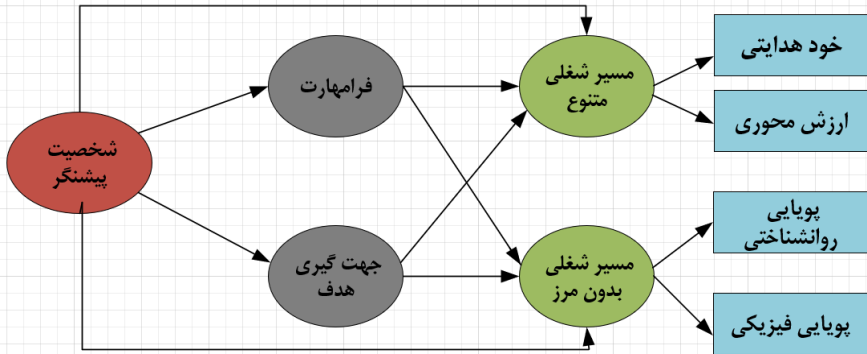 شخصیت
پیشنگر
فرامهارت
جهت گیری
هدف
مسیر شغلی
متنوع
مسیر شغلی
بدون مرز
خود هدایتی
ارزش محوری
پویایی
روانشناختی
پویایی فیزیکی